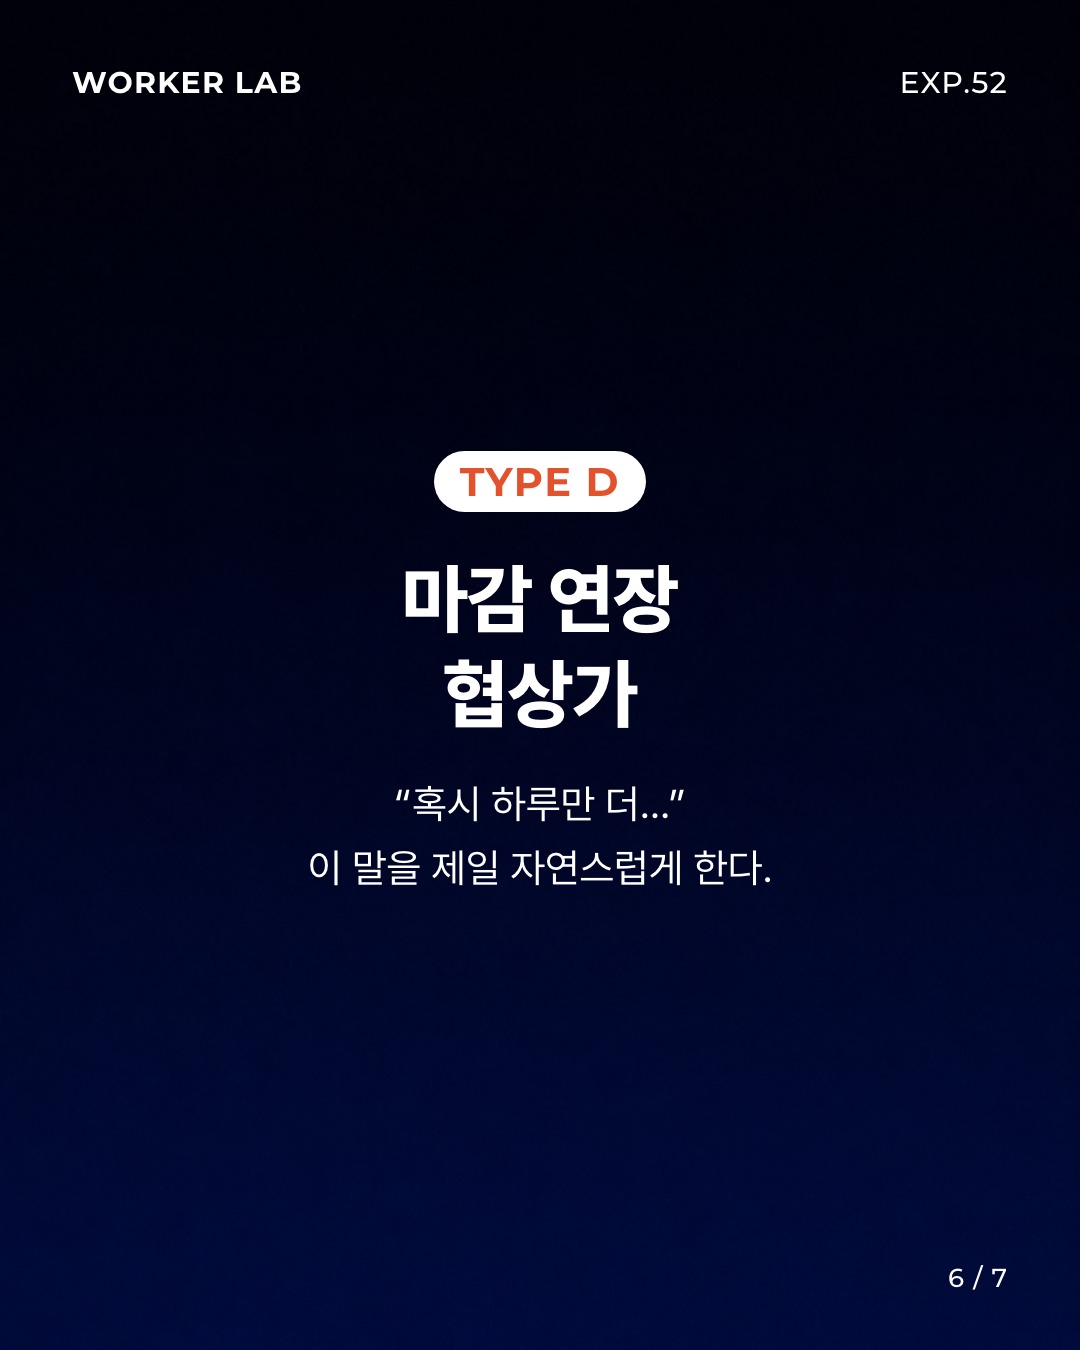 WORKER LAB
EXP.52
TYPE D
마감 연장
협상가
“혹시 하루만 더...”
이 말을 제일 자연스럽게 한다.
6 / 7